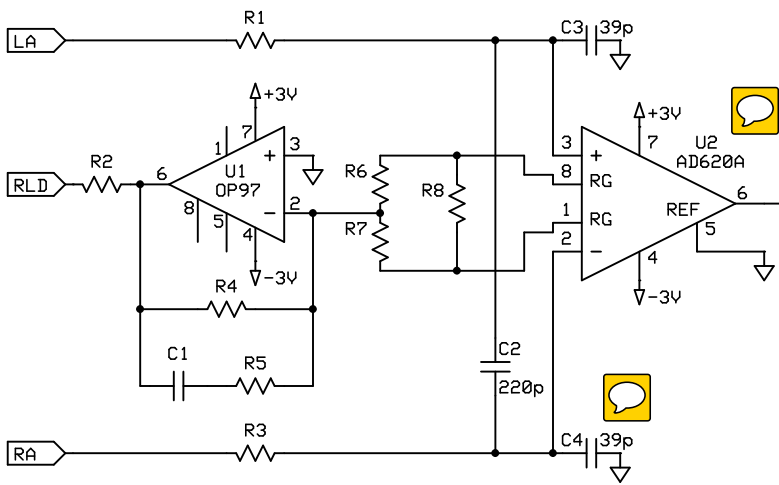 R1
C3 39p
LA
+3V
+3V
1 7
3
+
U1
OP97
R2
6
RLD
8
5
4
2
−
-3V
R6
R7
R8
3
8
1
2
+
RG
RG
−
7
U2
AD620A
REF
6
5
4
-3V
R4
C1
R5
C2
220p
R3
C4 39p
RA